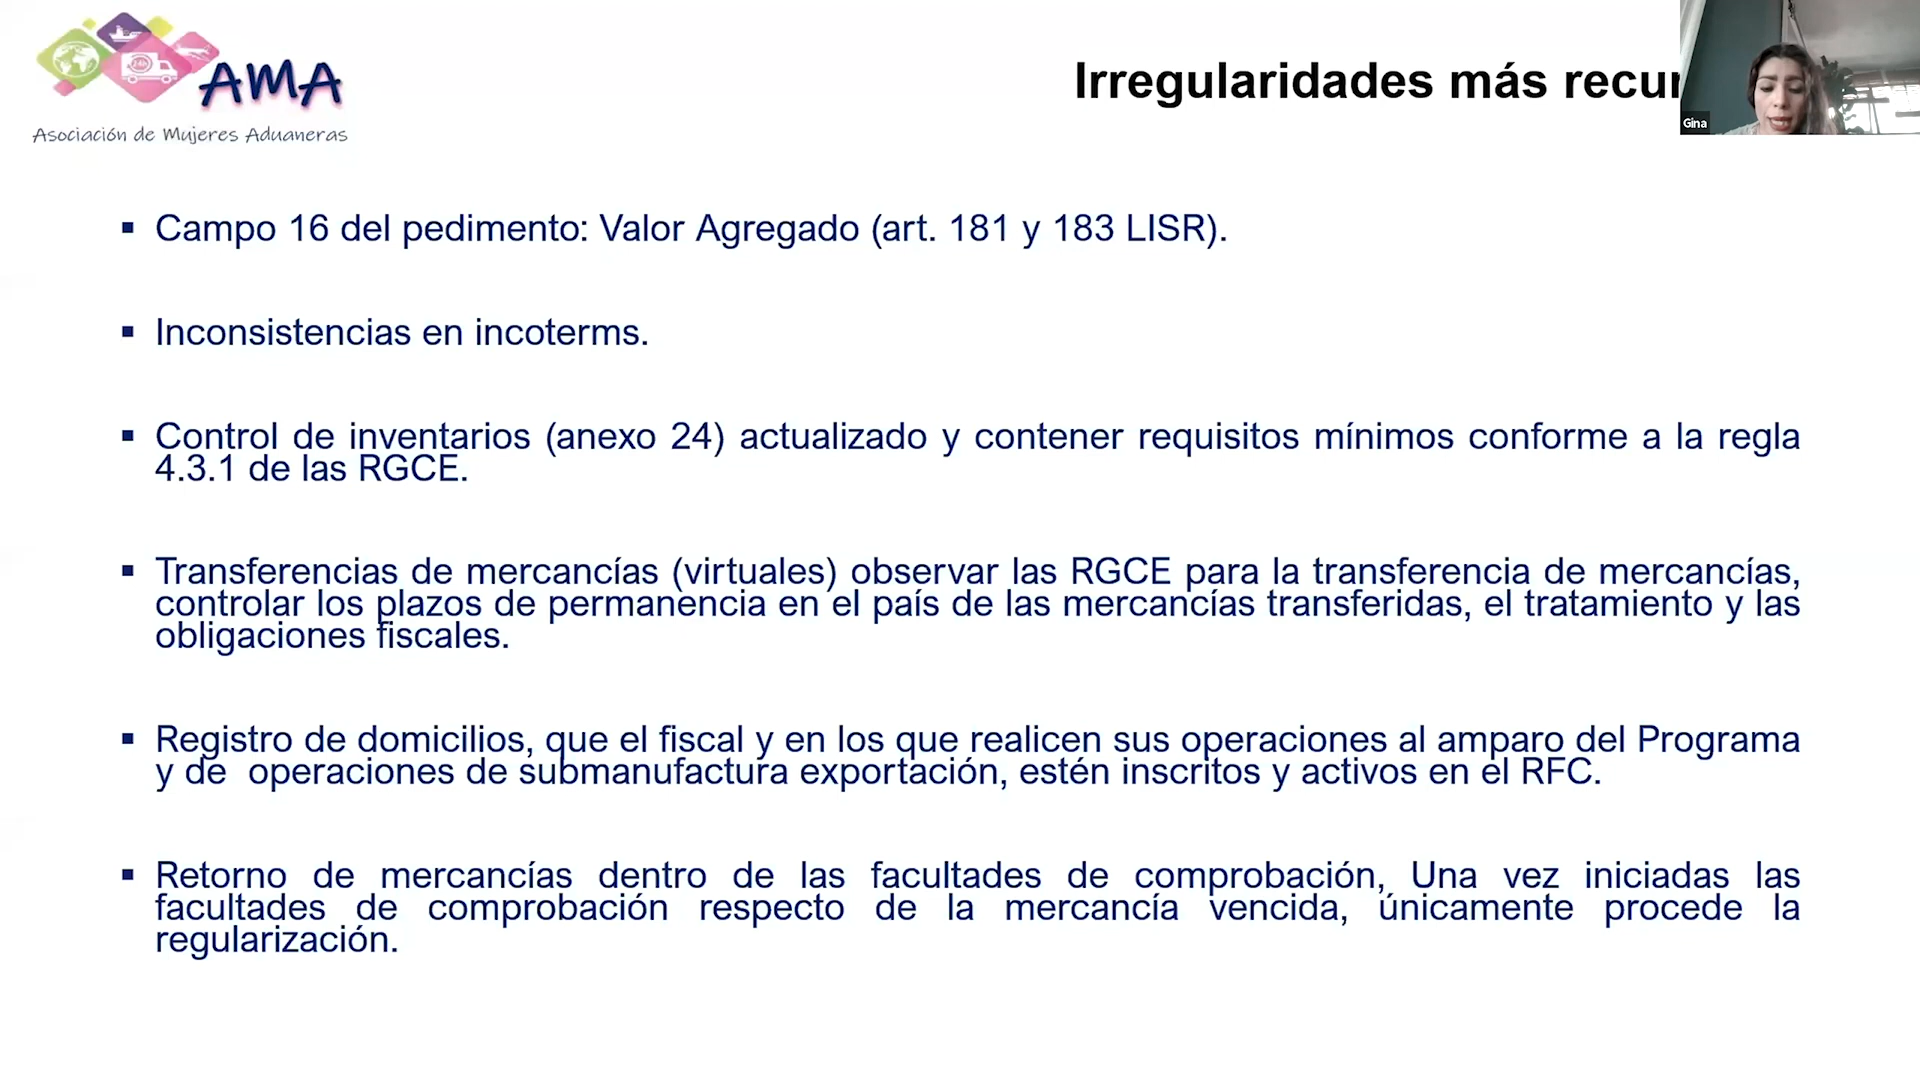 AMA
Asociación de Mujeres Aduaneras
Irregularidades más recur
Gina
▪ Campo 16 del pedimento: Valor Agregado (art. 181 y 183 LISR).
▪ Inconsistencias en incoterms.
▪ Control de inventarios (anexo 24) actualizado y contener requisitos mínimos conforme a la regla
4.3.1 de las RGCE.
▪ Transferencias de mercancías (virtuales) observar las RGCE para la transferencia de mercancías,
controlar los plazos de permanencia en el país de las mercancías transferidas, el tratamiento y las
obligaciones fiscales.
▪ Registro de domicilios, que el fiscal y en los que realicen sus operaciones al amparo del Programa
y de  operaciones de submanufactura exportación, estén inscritos y activos en el RFC.
▪ Retorno de mercancías dentro de las facultades de comprobación, Una vez iniciadas las
facultades de comprobación respecto de la mercancía vencida, únicamente procede la
regularización.